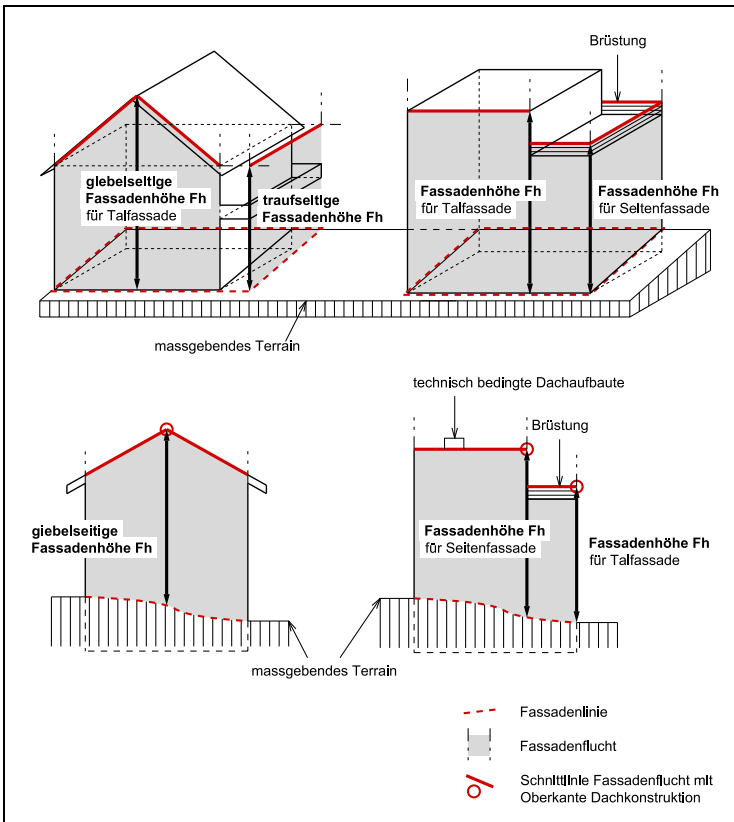 Brüstung
giebelseitige
Fassadenhöhe Fh
für Talfassade
traufseitige
Fassadenhöhe Fh
Fassadenhöhe Fh
für Talfassade
Fassadenhöhe Fh
für Seitenfassade
massgebendes Terrain
technisch bedingte Dachaufbaute
Brüstung
giebelseitige
Fassadenhöhe Fh
Fassadenhöhe Fh
für Seitenfassade
Fassadenhöhe Fh
für Talfassade
massgebendes Terrain
Fassadenlinie
Fassadenflucht
Schnittlinie Fassadenflucht mit
Oberkante Dachkonstruktion